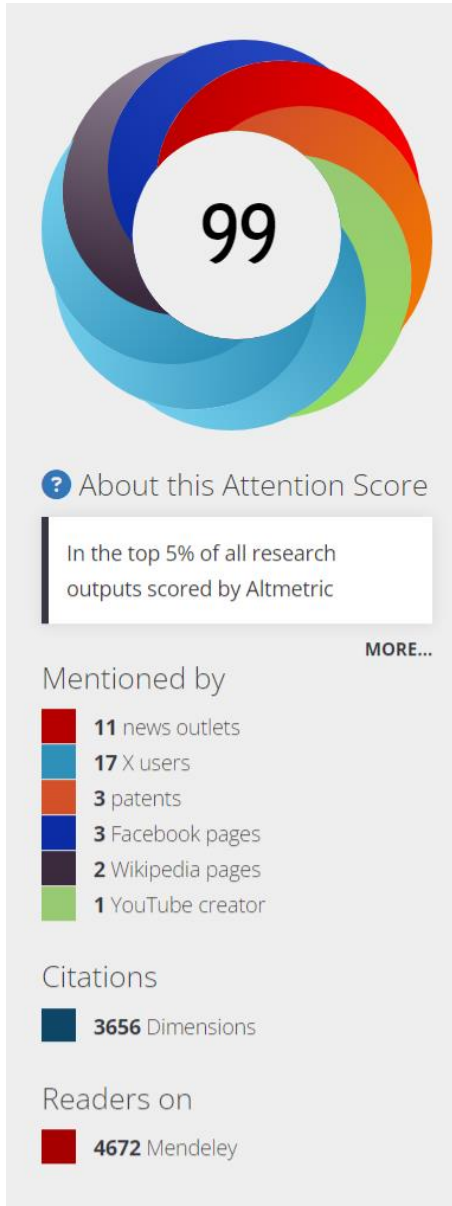 99
? About this Attention Score
In the top 5% of all research
outputs scored by Altmetric
MORE...
Mentioned by
11 news outlets
17 X users
3 patents
3 Facebook pages
2 Wikipedia pages
1 YouTube creator
Citations
3656 Dimensions
Readers on
4672 Mendeley